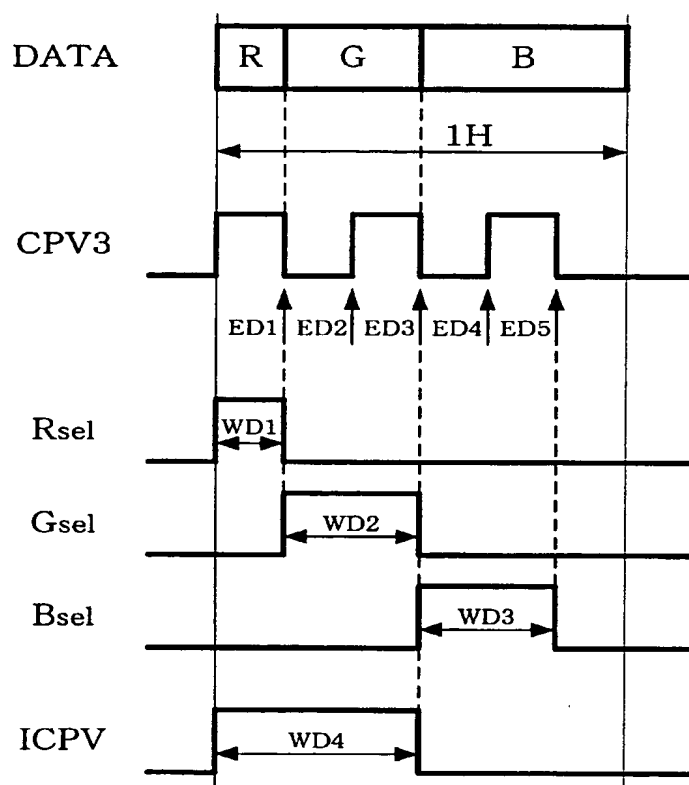 DATA R G B
1H
CPV3
ED1 ED2 ED3 ED4 ED5
Rsel WD1
Gsel WD2
Bsel WD3
ICPV WD4